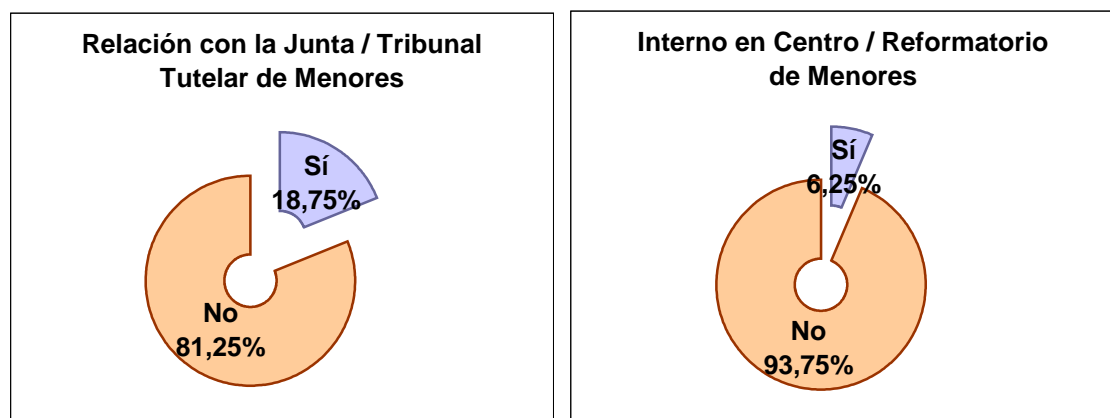 Relación con la Junta / Tribunal
Tutelar de Menores
Sí
18,75%
No
81,25%
Interno en Centro / Reformatorio
de Menores
Sí
6,25%
No
93,75%